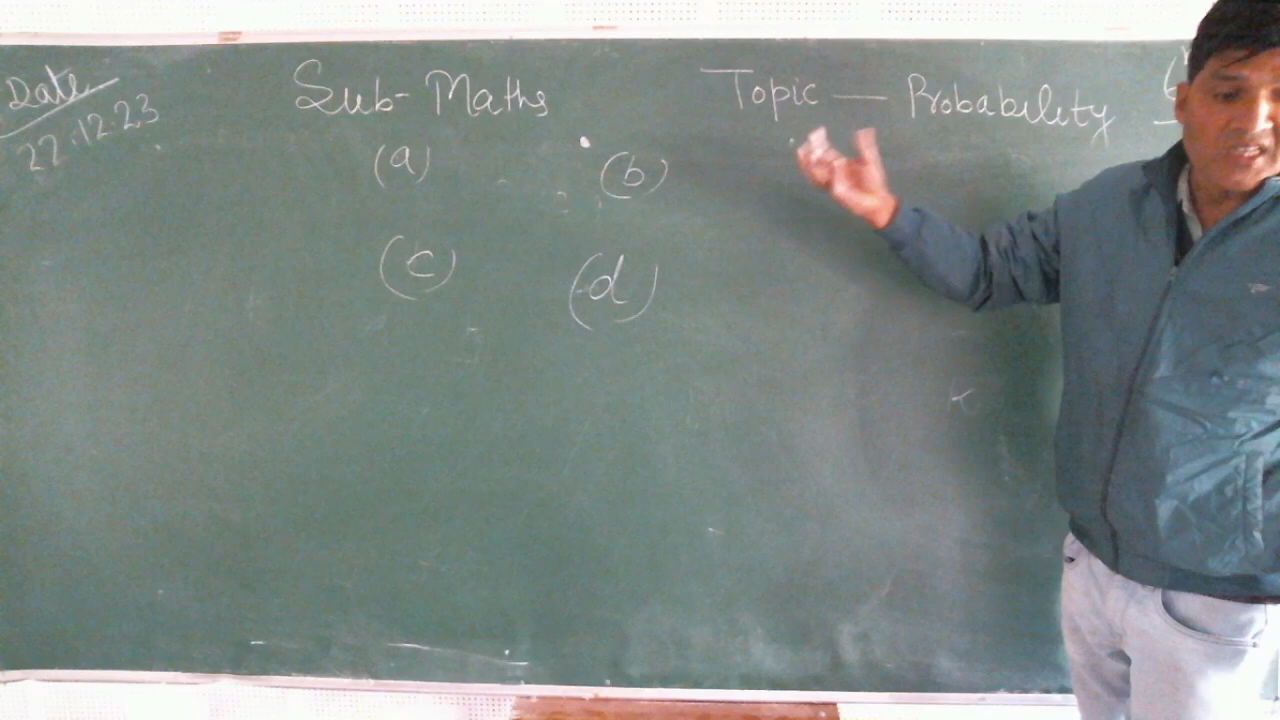 Date Sub- Maths Topic — Probability
22.12.23
(a) (b)
(c) (d)